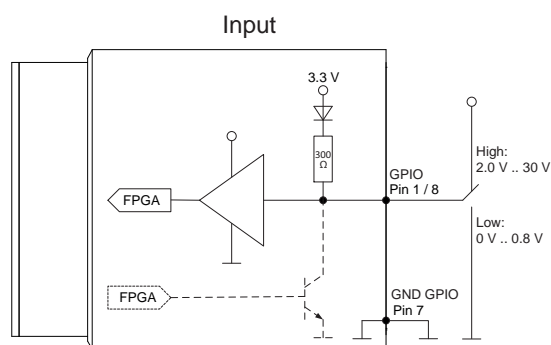 Input
3.3 V
300
Ω
GPIO
Pin 1 / 8
High:
2.0 V .. 30 V
FPGA
Low:
0 V .. 0.8 V
FPGA
GND GPIO
Pin 7